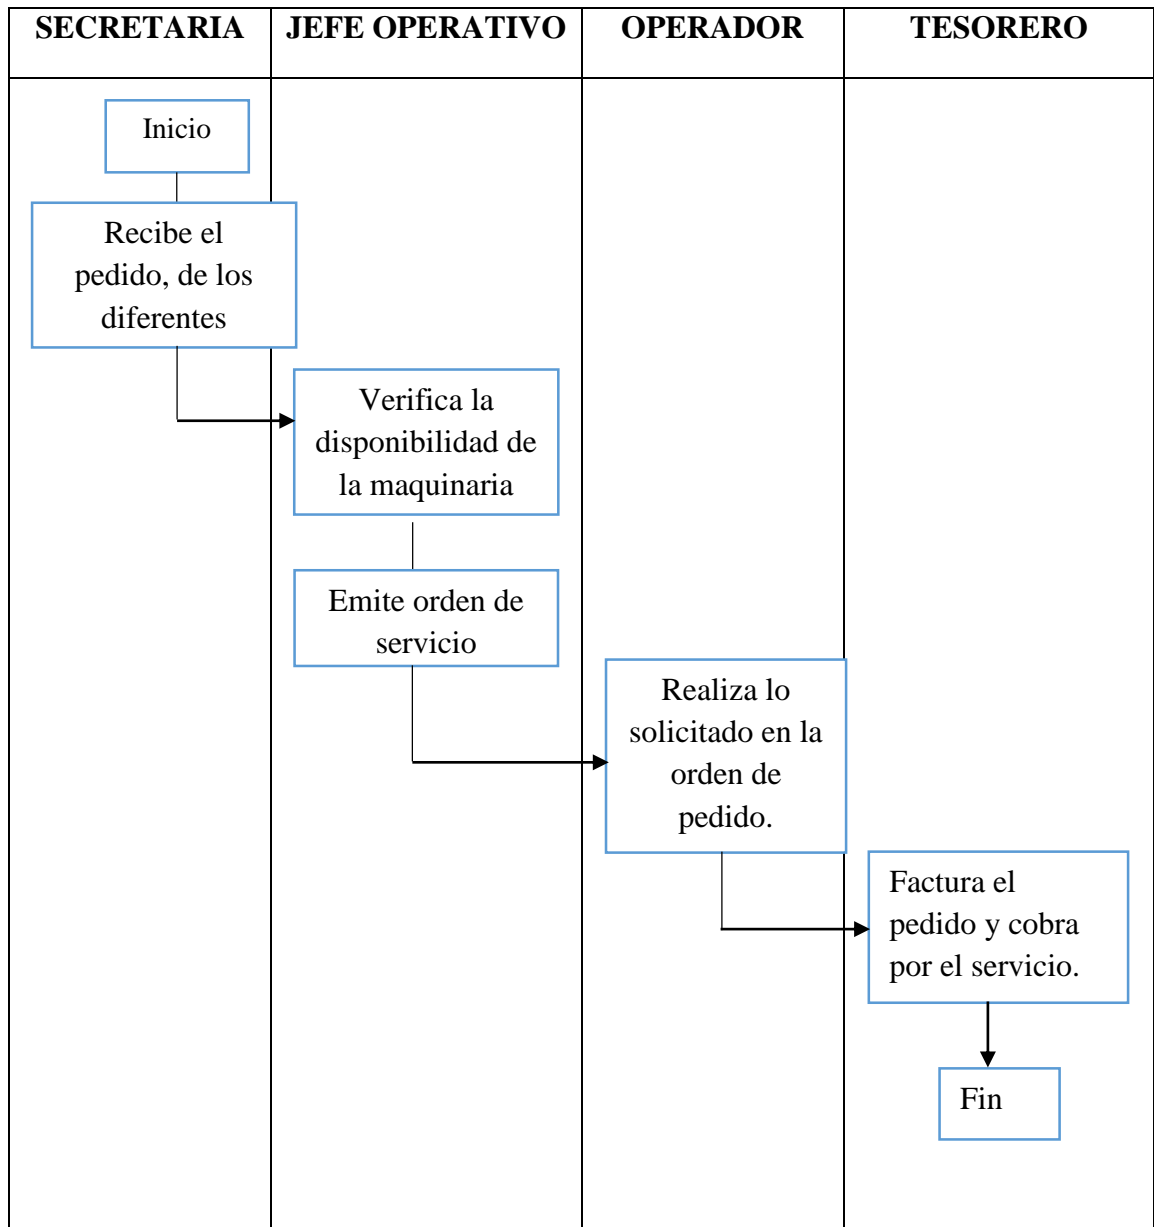 SECRETARIA JEFE OPERATIVO OPERADOR TESORERO
Inicio
Recibe el
pedido, de los
diferentes
Verifica la
disponibilidad de
la maquinaria
Emite orden de
servicio
Realiza lo
solicitado en la
orden de
pedido.
Factura el
pedido y cobra
por el servicio.
Fin